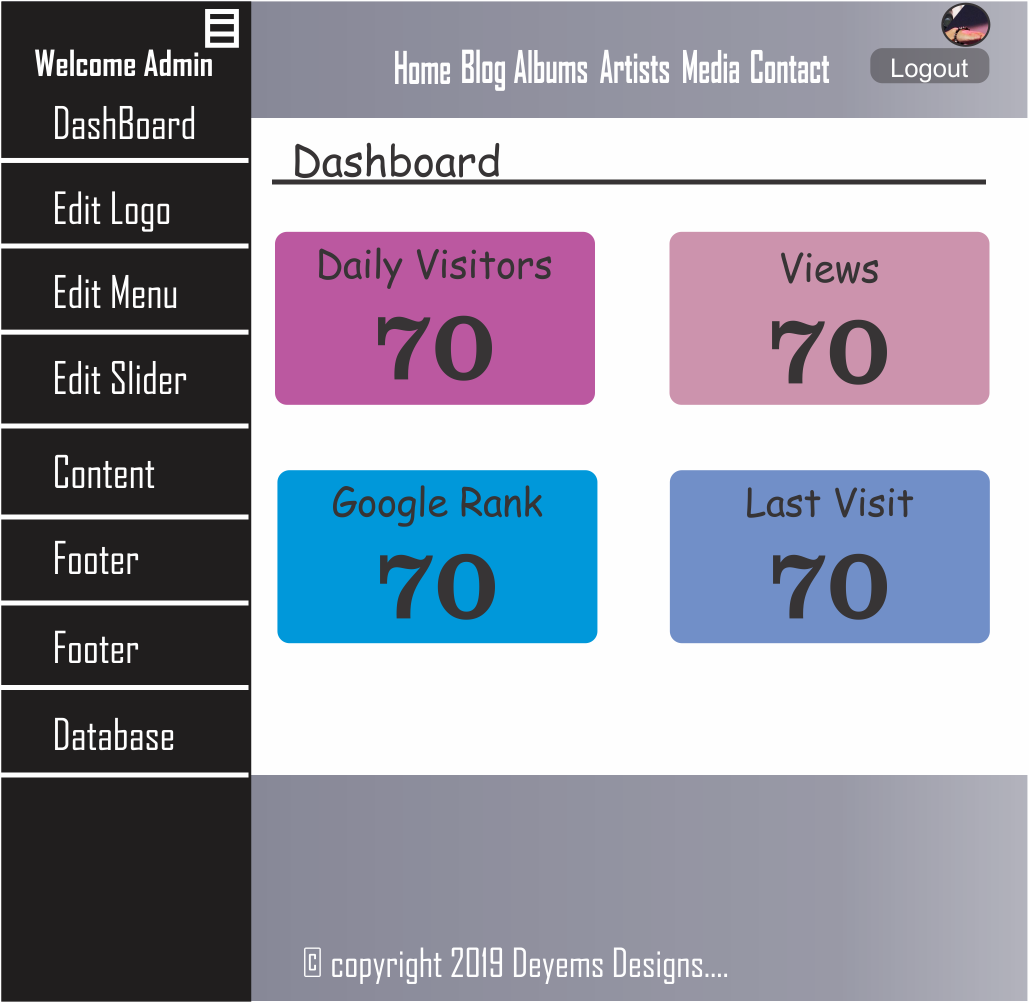 Welcome Admin
DashBoard
Edit Logo
Edit Menu
Edit Slider
Content
Footer
Footer
Database
Home Blog Albums Artists Media Contact
Logout
Dashboard
Daily Visitors
70
Views
70
Google Rank
70
Last Visit
70
© copyright 2019 Deyems Designs....